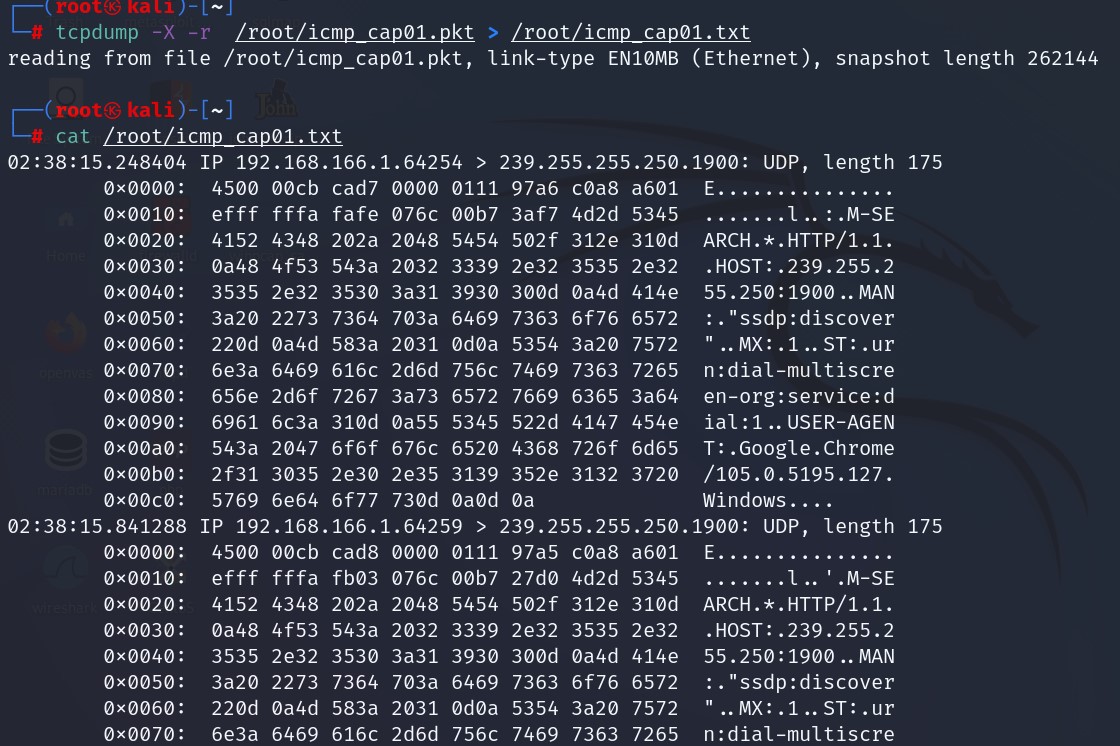 ┌──(root㉿kali)-[~]
└─# tcpdump -X -r  /root/icmp_cap01.pkt > /root/icmp_cap01.txt
reading from file /root/icmp_cap01.pkt, link-type EN10MB (Ethernet), snapshot length 262144
┌──(root㉿kali)-[~]
└─# cat /root/icmp_cap01.txt
02:38:15.248404 IP 192.168.166.1.64254 > 239.255.255.250.1900: UDP, length 175
0x0000:  4500 00cb cad7 0000 0111 97a6 c0a8 a601  E...............
0x0010:  efff fffa fafe 076c 00b7 3af7 4d2d 5345  .......l..:.M-SE
0x0020:  4152 4348 202a 2048 5454 502f 312e 310d  ARCH.*.HTTP/1.1.
0x0030:  0a48 4f53 543a 2032 3339 2e32 3535 2e32  .HOST:.239.255.2
0x0040:  3535 2e32 3530 3a31 3930 300d 0a4d 414e  55.250:1900..MAN
0x0050:  3a20 2273 7364 703a 6469 7363 6f76 6572  :."ssdp:discover
0x0060:  220d 0a4d 583a 2031 0d0a 5354 3a20 7572  "..MX:.1..ST:.ur
0x0070:  6e3a 6469 616c 2d6d 756c 7469 7363 7265  n:dial-multiscre
0x0080:  656e 2d6f 7267 3a73 6572 7669 6365 3a64  en-org:service:d
0x0090:  6961 6c3a 310d 0a55 5345 522d 4147 454e  ial:1..USER-AGEN
0x00a0:  543a 2047 6f6f 676c 6520 4368 726f 6d65  T:.Google.Chrome
0x00b0:  2f31 3035 2e30 2e35 3139 352e 3132 3720  /105.0.5195.127.
0x00c0:  5769 6e64 6f77 730d 0a0d 0a              Windows....
02:38:15.841288 IP 192.168.166.1.64259 > 239.255.255.250.1900: UDP, length 175
0x0000:  4500 00cb cad8 0000 0111 97a5 c0a8 a601  E...............
0x0010:  efff fffa fb03 076c 00b7 27d0 4d2d 5345  .......l..'.M-SE
0x0020:  4152 4348 202a 2048 5454 502f 312e 310d  ARCH.*.HTTP/1.1.
0x0030:  0a48 4f53 543a 2032 3339 2e32 3535 2e32  .HOST:.239.255.2
0x0040:  3535 2e32 3530 3a31 3930 300d 0a4d 414e  55.250:1900..MAN
0x0050:  3a20 2273 7364 703a 6469 7363 6f76 6572  :."ssdp:discover
0x0060:  220d 0a4d 583a 2031 0d0a 5354 3a20 7572  "..MX:.1..ST:.ur
0x0070:  6e3a 6469 616c 2d6d 756c 7469 7363 7265  n:dial-multiscre
Home
openvas
mariadb